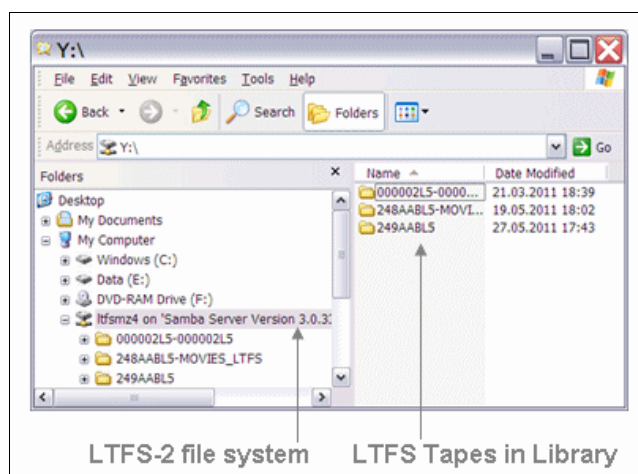 Y:\
File Edit View Favorites Tools Help
Back Search Folders
Address Y:\ Go
Folders x Name Date Modified
Desktop
My Documents
My Computer
Windows (C:)
Data (E:)
DVD-RAM Drive (F:)
ltfsmz4 on 'Samba Server Version 3.0.33
000002L5-000002L5
248AABL5-MOVIES_LTFS
249AABL5
000002L5-0000... 21.03.2011 18:39
248AABL5-MOVI... 19.05.2011 18:02
249AABL5 27.05.2011 17:43
LTFS-2 file system LTFS Tapes in Library